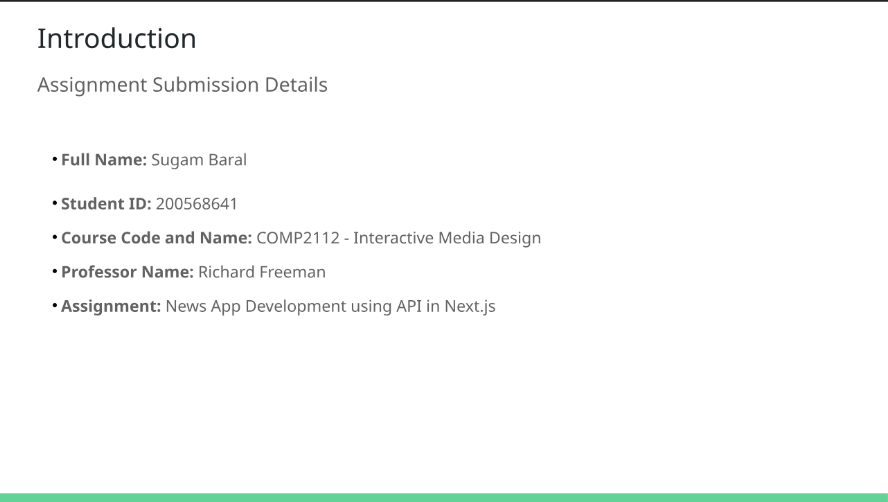 Introduction
Assignment Submission Details
• Full Name: Sugam Baral
• Student ID: 200568641
• Course Code and Name: COMP2112 - Interactive Media Design
• Professor Name: Richard Freeman
• Assignment: News App Development using API in Next.js